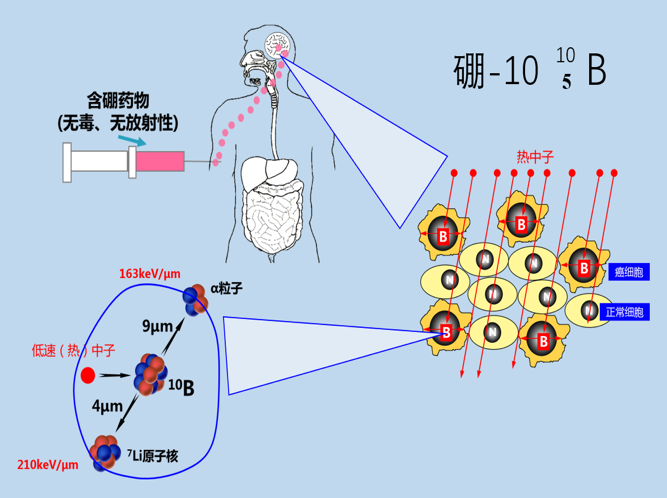 硼-10 10 5 B
含硼药物
(无毒、无放射性)
热中子
B
B
B
N
N
N
N
N
N
B
N
B
癌细胞
正常细胞
163keV/μm
α粒子
9μm
低速（热）中子
10B
4μm
7Li原子核
210keV/μm